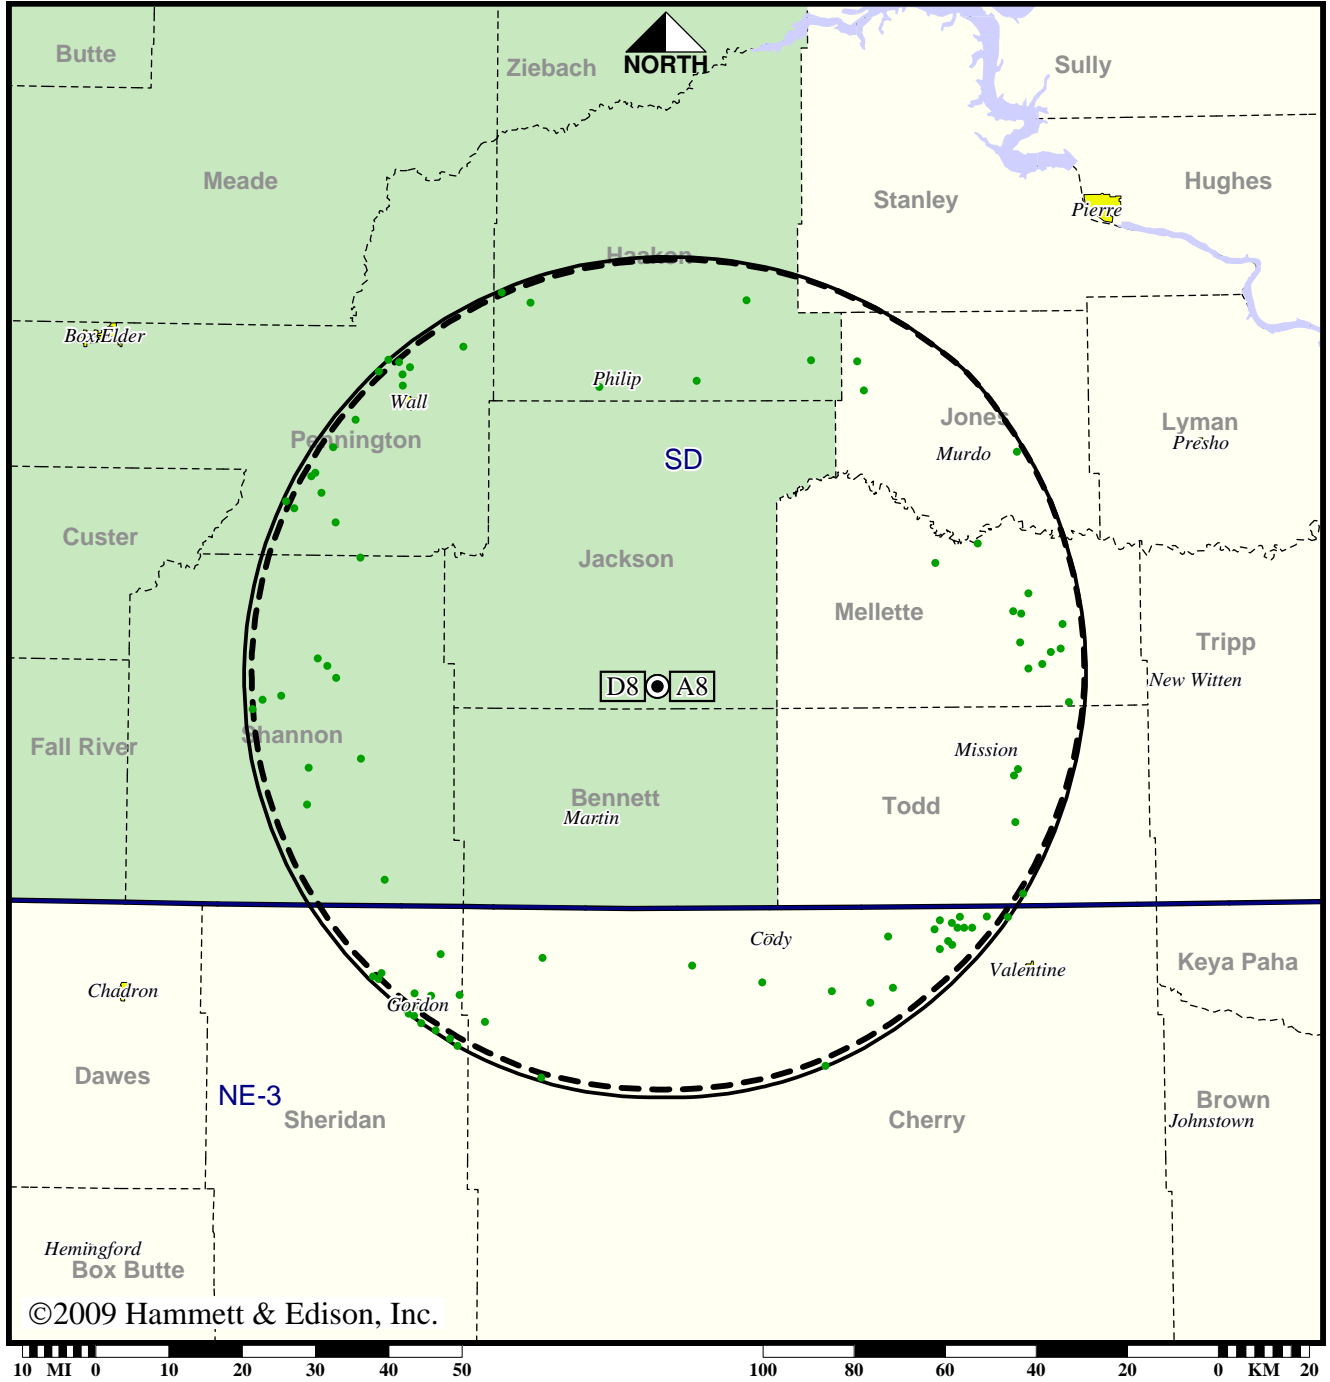 Butte
Ziebach
NORTH
Sully
Meade
Stanley
Hughes
Pierre
Haakon
Box Elder
Philip
Wall
Pennington
SD
Jones
Murdo
Lyman
Presho
Custer
Jackson
Mellette
Tripp
New Witten
D8 A8
Shannon
Fall River
Mission
Bennett
Martin
Todd
Cody
Valentine
Keya Paha
Chadron
Gordon
Dawes
NE-3
Sheridan
Cherry
Brown
Johnstown
Hemingford
Box Butte
©2009 Hammett & Edison, Inc.
10 MI 0 10 20 30 40 50 100 80 60 40 20 0 KM 20